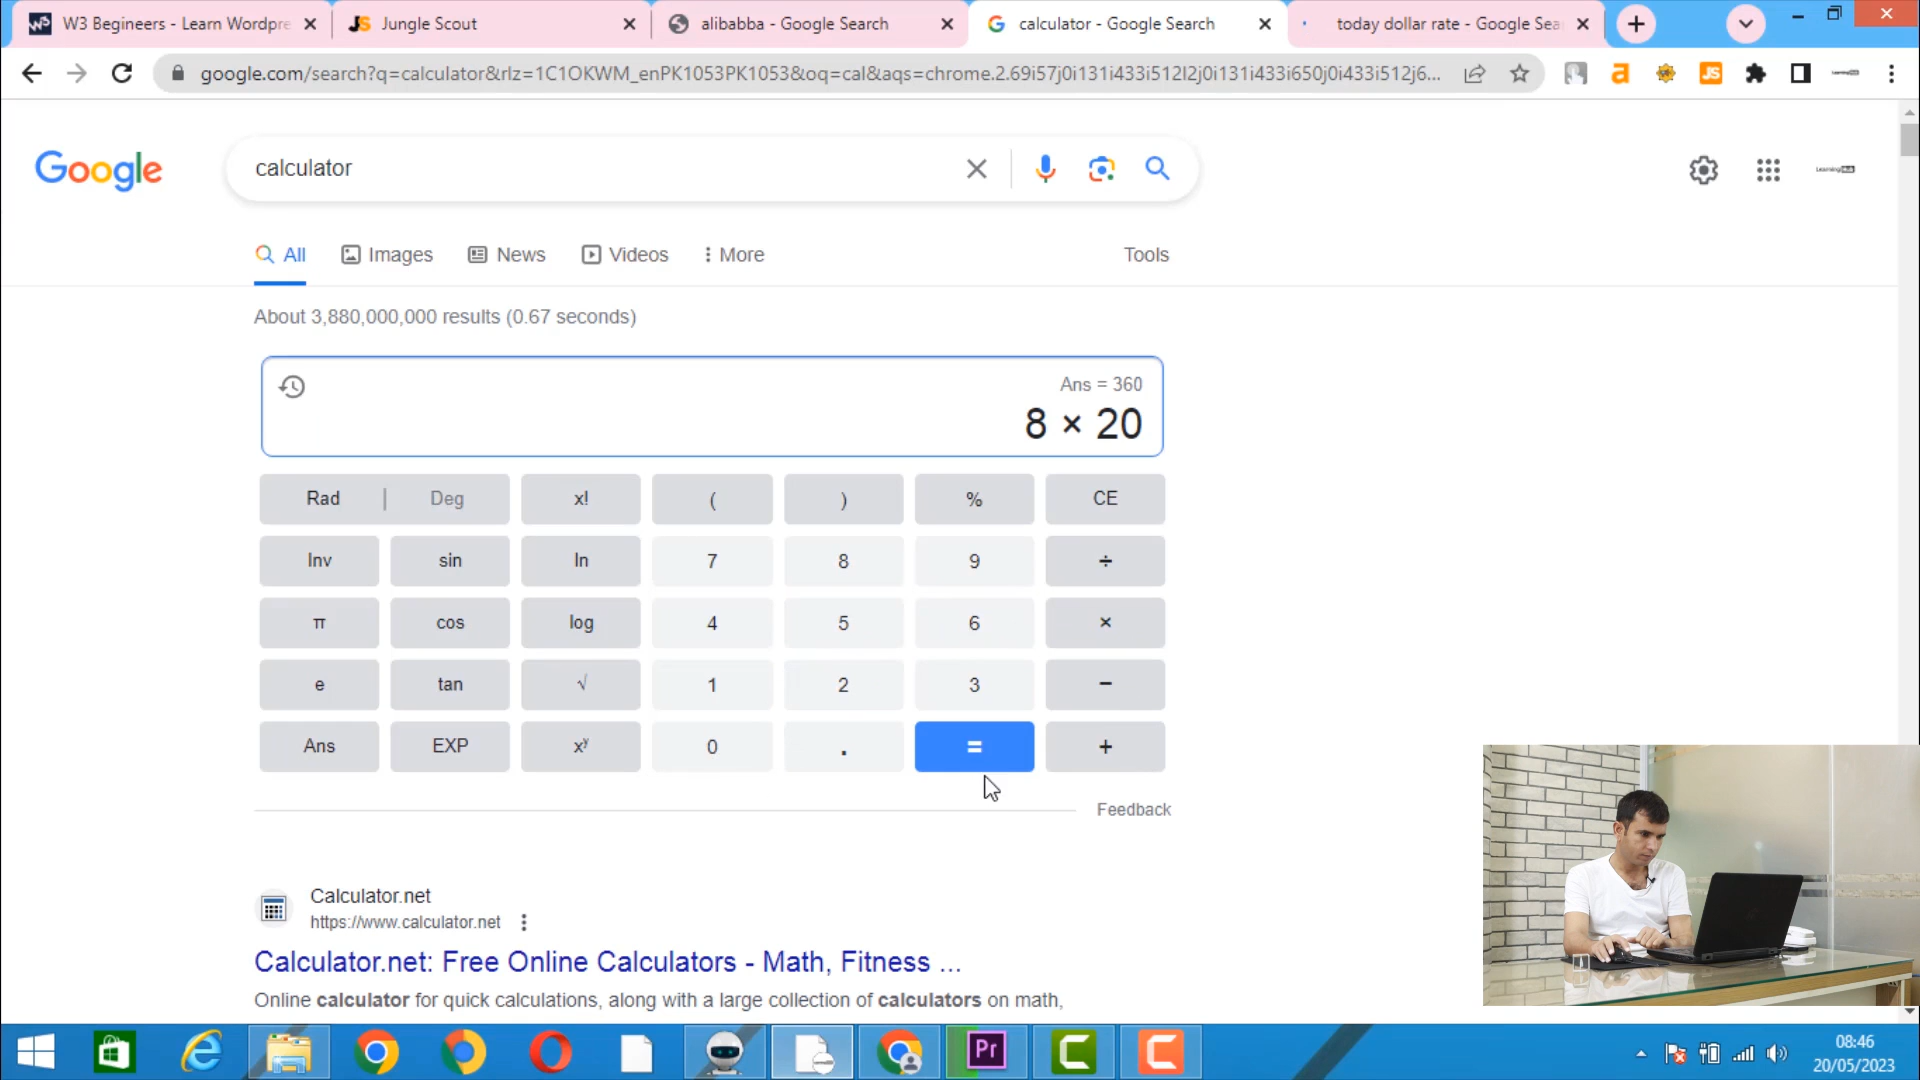 W3 Begineers - Learn Wordpre
Jungle Scout
alibabba - Google Search
calculator - Google Search
today dollar rate - Google Sea
google.com/search?q=calculator&rlz=1C1OKWM_enPK1053PK1053&oq=cal&aqs=chrome.2.69i57j0i131i433i512l2j0i131i433i650j0i433i512j6...
Google
calculator
All
Images
News
Videos
More
Tools
About 3,880,000,000 results (0.67 seconds)
Ans = 360
8 × 20
Rad | Deg x! ( ) % CE
Inv sin ln 7 8 9 ÷
π cos log 4 5 6 ×
e tan √ 1 2 3 −
Ans EXP xʸ 0 . = +
Feedback
Calculator.net
https://www.calculator.net
Calculator.net: Free Online Calculators - Math, Fitness ...
Online calculator for quick calculations, along with a large collection of calculators on math,
Pr
08:46
20/05/2023